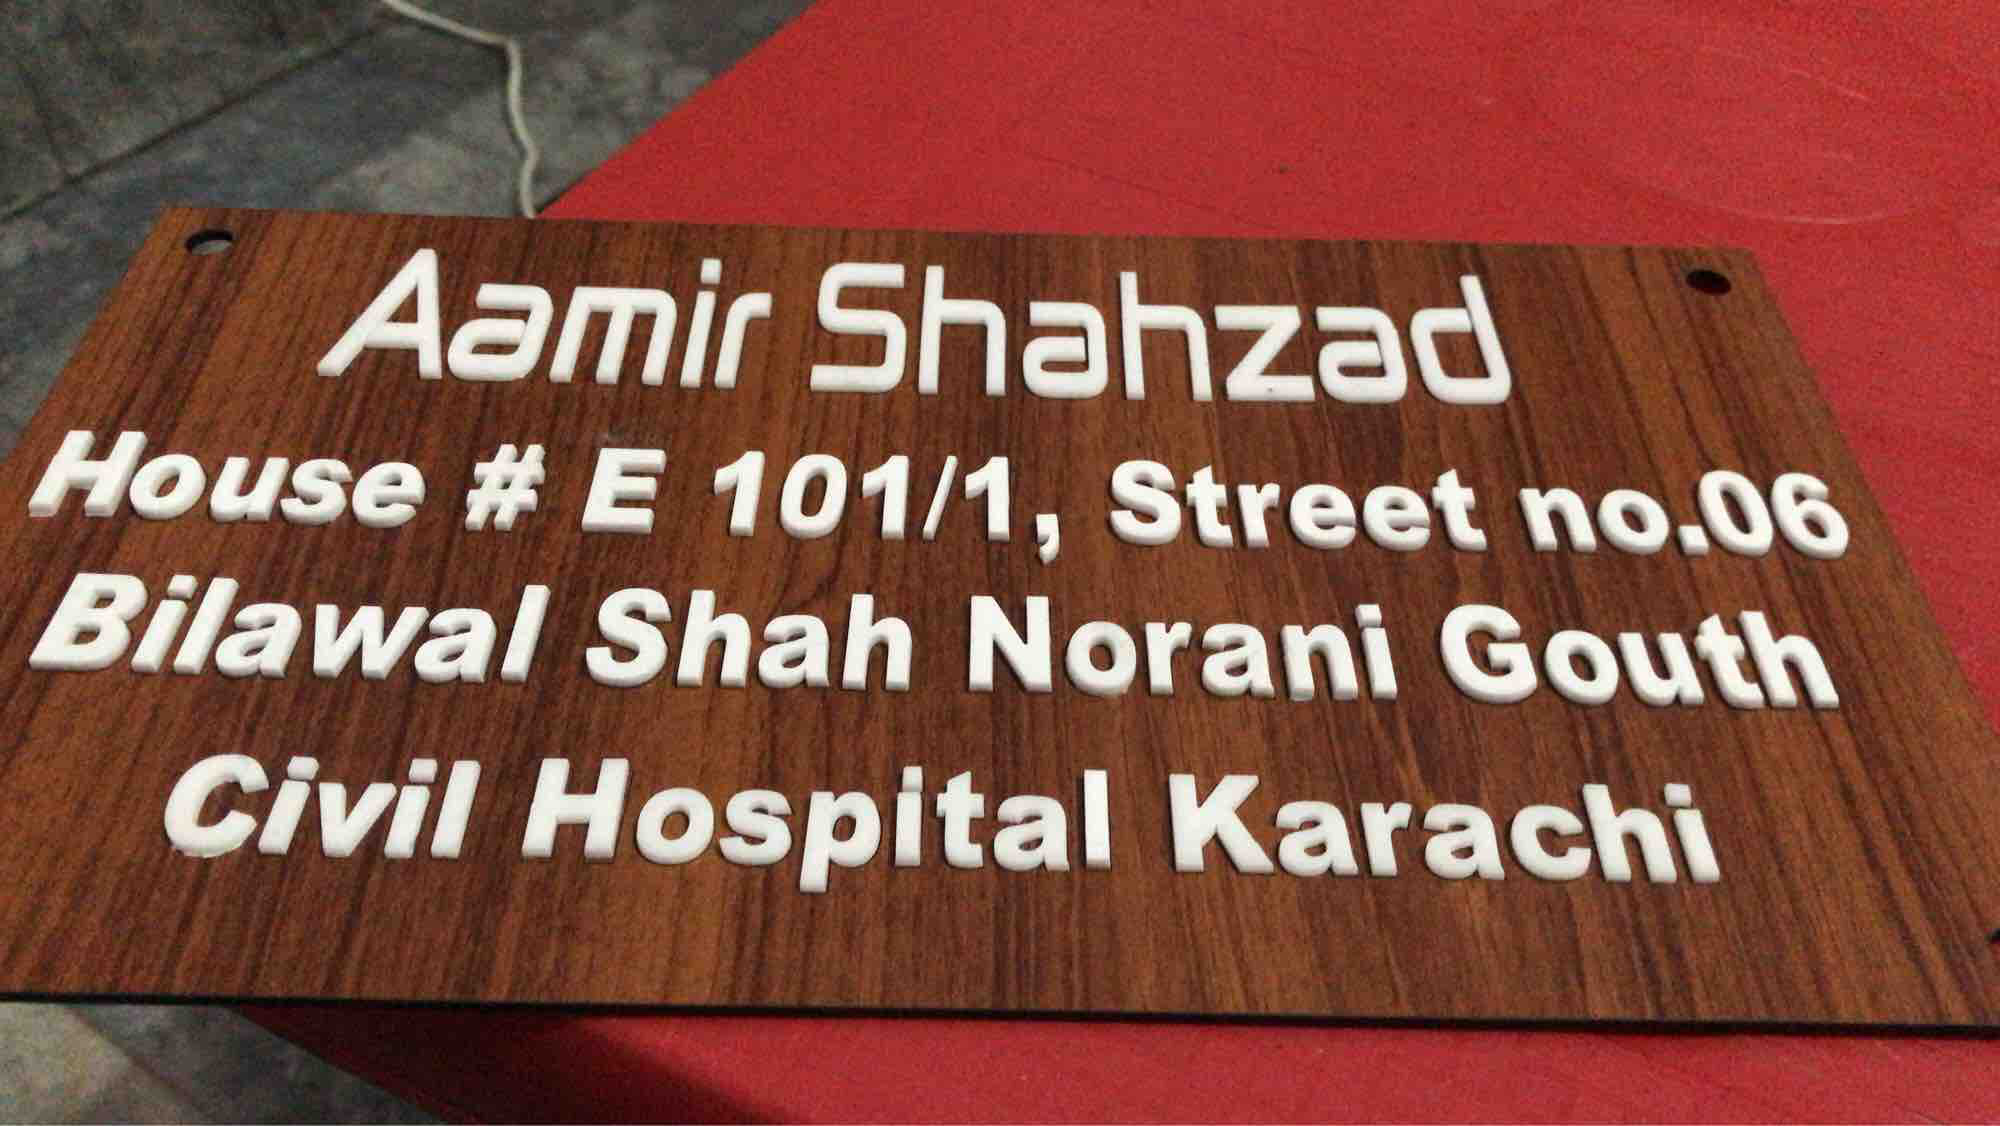 Aamir Shahzad
House # E 101/1, Street no.06
Bilawal Shah Norani Gouth
Civil Hospital Karachi